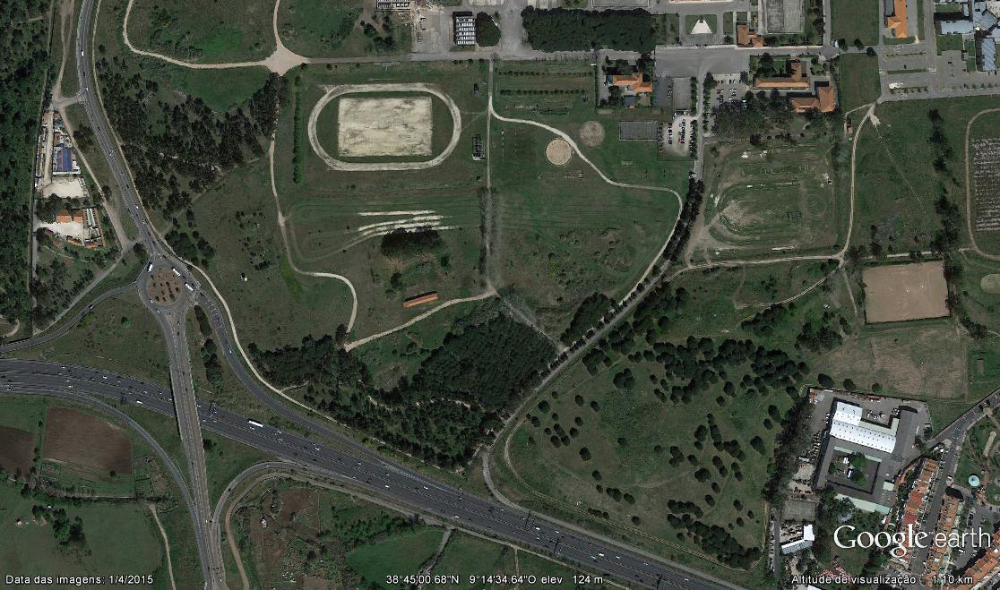 Google earth
Data das imagens: 1/4/2015 38°45'00.68"N 9°14'34.64"O elev 124 m Altitude de visualização 1.10 km